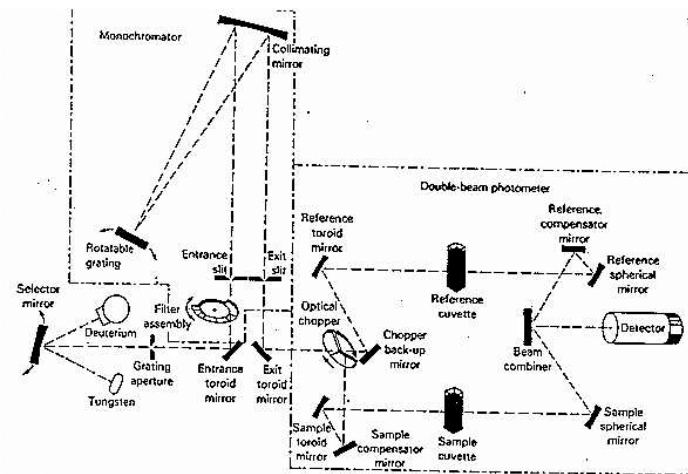 Monochromator
Collimating
mirror
Rotatable
grating
Entrance
slit
Exit
slit
Selector
mirror
Deuterium
Filter
assembly
Grating
aperture
Tungsten
Entrance
toroid
mirror
Exit
toroid
mirror
Double-beam photometer
Reference
toroid
mirror
Reference
cuvette
Reference,
compensator
mirror
Reference
spherical
mirror
Optical
chopper
Chopper
back-up
mirror
Beam
combiner
Detector
Sample
toroid
mirror
Sample
compensator
mirror
Sample
cuvette
Sample
spherical
mirror